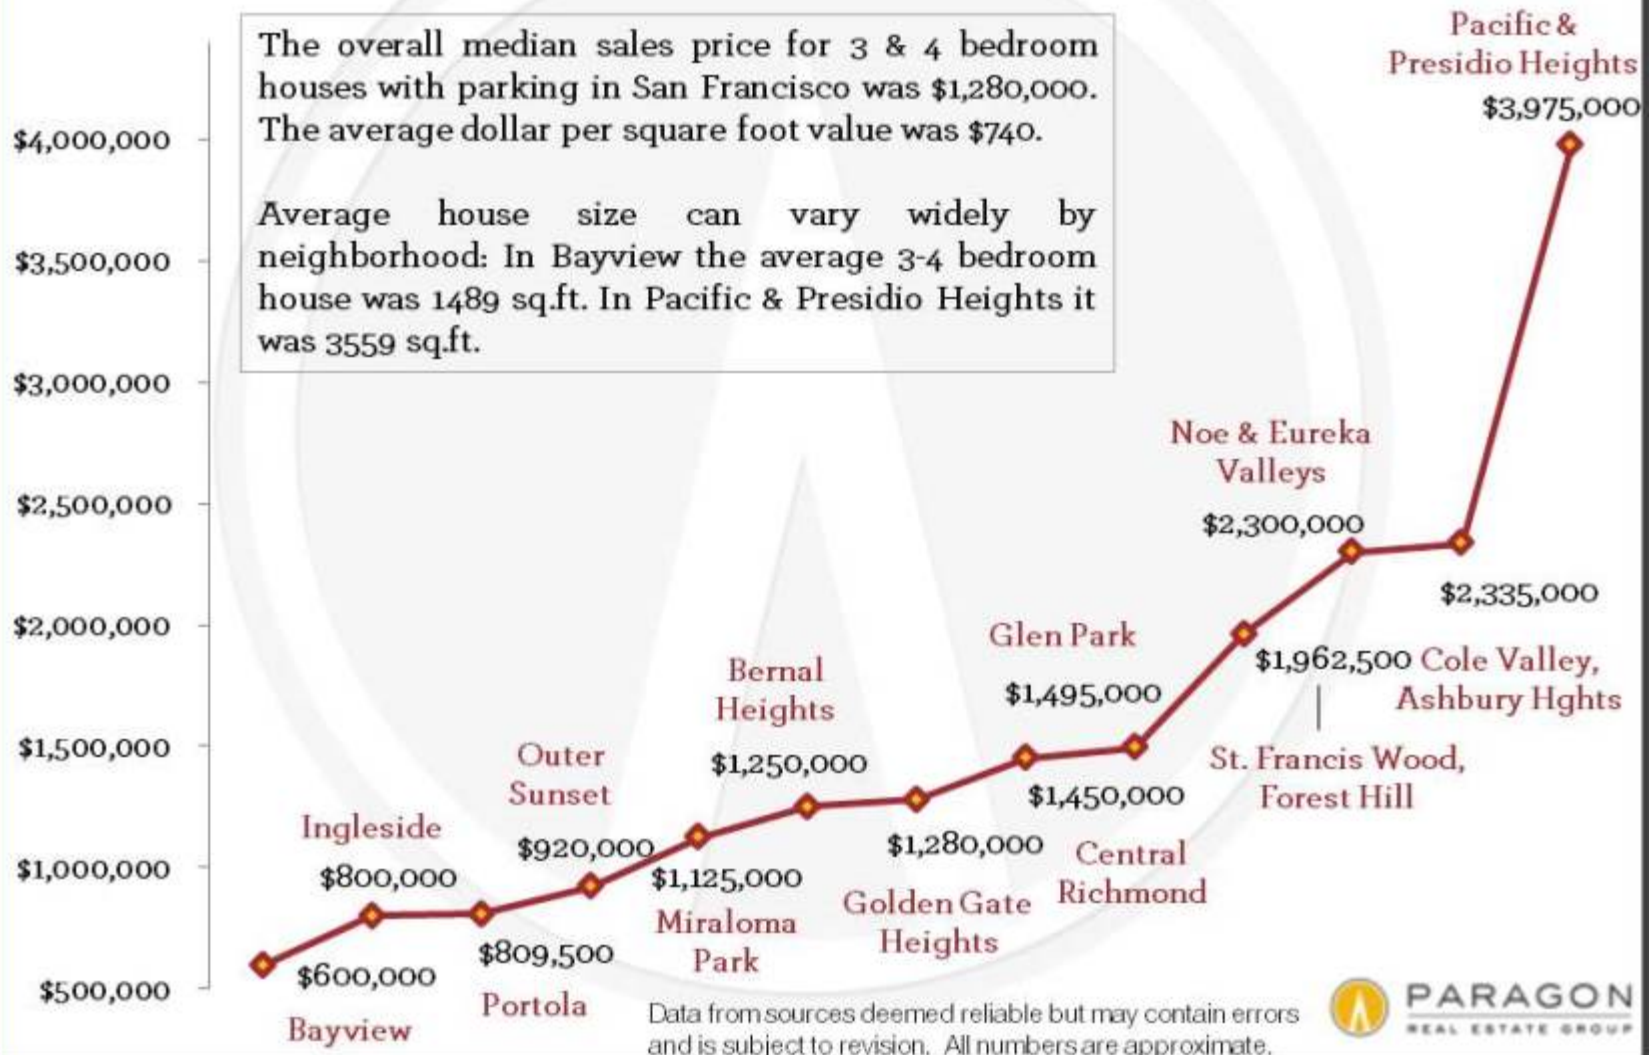 The overall median sales price for 3 & 4 bedroom
houses with parking in San Francisco was $1,280,000.
The average dollar per square foot value was $740.
Average house size can vary widely by
neighborhood: In Bayview the average 3-4 bedroom
house was 1489 sq.ft. In Pacific & Presidio Heights it
was 3559 sq.ft.
$4,000,000
$3,500,000
$3,000,000
$2,500,000
$2,000,000
$1,500,000
$1,000,000
$500,000
$600,000
Bayview
Ingleside
$800,000
$809,500
Portola
Outer
Sunset
$920,000
$1,125,000
Miraloma
Park
Bernal
Heights
$1,250,000
$1,280,000
Golden Gate
Heights
Glen Park
$1,495,000
$1,450,000
Central
Richmond
$1,962,500
St. Francis Wood,
Forest Hill
Noe & Eureka
Valleys
$2,300,000
$2,335,000
Cole Valley,
Ashbury Hghts
Pacific &
Presidio Heights
$3,975,000
Data from sources deemed reliable but may contain errors
and is subject to revision. All numbers are approximate.
PARAGON
REAL ESTATE GROUP